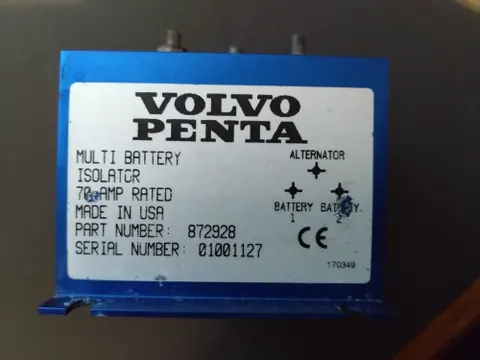 VOLVO
PENTA
MULTI BATTERY
ISOLATOR
70 AMP RATED
MADE IN USA
PART NUMBER: 872928
SERIAL NUMBER: 01001127
ALTERNATOR
BATTERY BATTERY
1 2
CE
170349